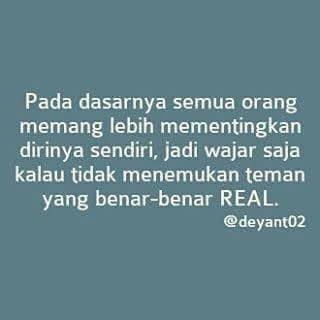 Pada dasarnya semua orang
memang lebih mementingkan
dirinya sendiri, jadi wajar saja
kalau tidak menemukan teman
yang benar-benar REAL.
@deyant02